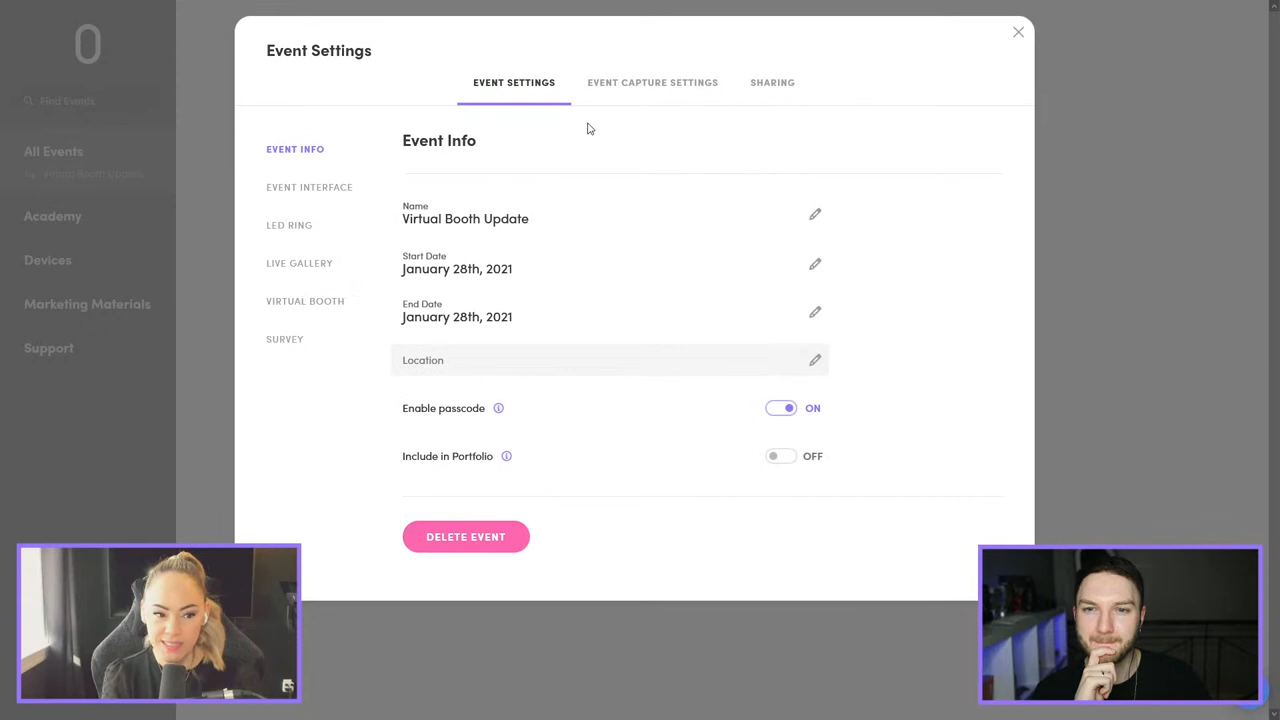 0
Find Events
All Events
Virtual Booth Update
Academy
Devices
Marketing Materials
Support
Event Settings
EVENT SETTINGS
EVENT CAPTURE SETTINGS
SHARING
EVENT INFO
EVENT INTERFACE
LED RING
LIVE GALLERY
VIRTUAL BOOTH
SURVEY
Event Info
Name
Virtual Booth Update
Start Date
January 28th, 2021
End Date
January 28th, 2021
Location
Enable passcode
ON
Include in Portfolio
OFF
DELETE EVENT